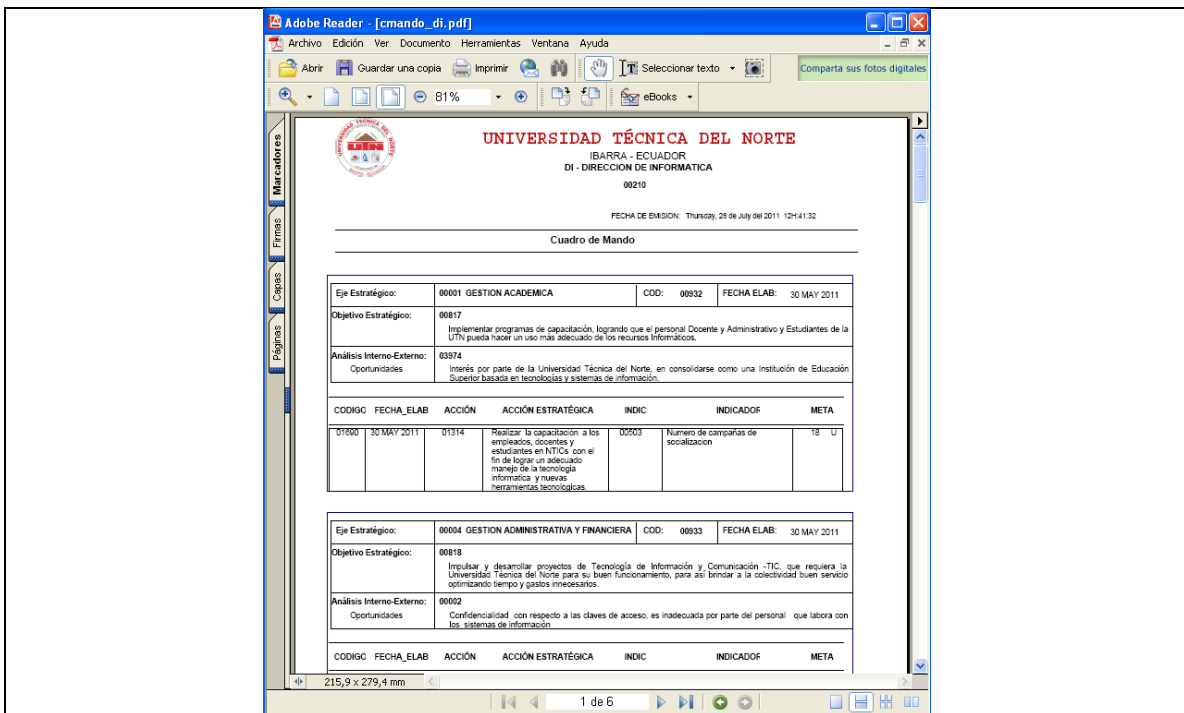 Adobe Reader - [cmando_di.pdf]
Archivo Edición Ver Documento Herramientas Ventana Ayuda
Abrir Guardar una copia Imprimir Seleccionar texto Comparta sus fotos digitales
81% eBooks
Marcadores
Firmas
Capas
Páginas
UTN
UNIVERSIDAD TÉCNICA DEL NORTE
IBARRA - ECUADOR
DI - DIRECCION DE INFORMATICA
00210
FECHA DE EMISION: Thursday, 28 de July del 2011 12H:41:32
Cuadro de Mando
Eje Estratégico: 00001 GESTION ACADEMICA COD: 00932 FECHA ELAB: 30 MAY 2011
Objetivo Estratégico: 00817
Implementar programas de capacitación, logrando que el personal Docente y Administrativo y Estudiantes de la
UTN pueda hacer un uso más adecuado de los recursos Informáticos.
Análisis Interno-Externo: 03974
Oportunidades Interés por parte de la Universidad Técnica del Norte, en consolidarse como una Institución de Educación
Superior basada en tecnologías y sistemas de información.
CODIGC FECHA_ELAB ACCIÓN ACCIÓN ESTRATÉGICA INDIC INDICADOF META
01690 30 MAY 2011 01314 Realizar la capacitación a los 00503 Numero de campañas de 18 U
empleados, docentes y socializacion
estudiantes en NTICs con el
fin de lograr un adecuado
manejo de la tecnologia
informatica y nuevas
herramientas tecnologicas.
Eje Estratégico: 00004 GESTION ADMINISTRATIVA Y FINANCIERA COD: 00933 FECHA ELAB: 30 MAY 2011
Objetivo Estratégico: 00818
Impulsar y desarrollar proyectos de Tecnología de Información y Comunicación -TIC, que requiera la
Universidad Técnica del Norte para su buen funcionamiento, para así brindar a la colectividad buen servicio
optimizando tiempo y gastos innecesarios.
Análisis Interno-Externo: 00002
Oportunidades Confidencialidad con respecto a las claves de acceso, es inadecuada por parte del personal que labora con
los sistemas de información
CODIGC FECHA_ELAB ACCIÓN ACCIÓN ESTRATÉGICA INDIC INDICADOF META
215,9 x 279,4 mm
1 de 6